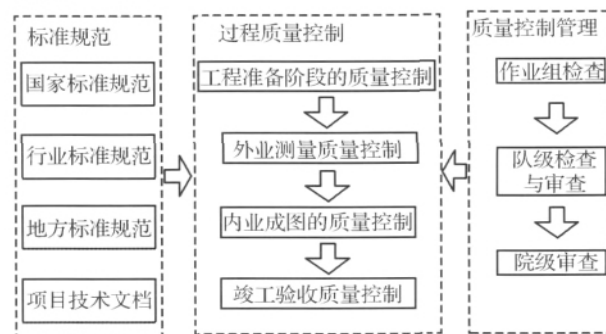 标准规范
国家标准规范
行业标准规范
地方标准规范
项目技术文档
过程质量控制
工程准备阶段的质量控制
外业测量质量控制
内业成图的质量控制
竣工验收质量控制
质量控制管理
作业组检查
队级检查
与审查
院级审查